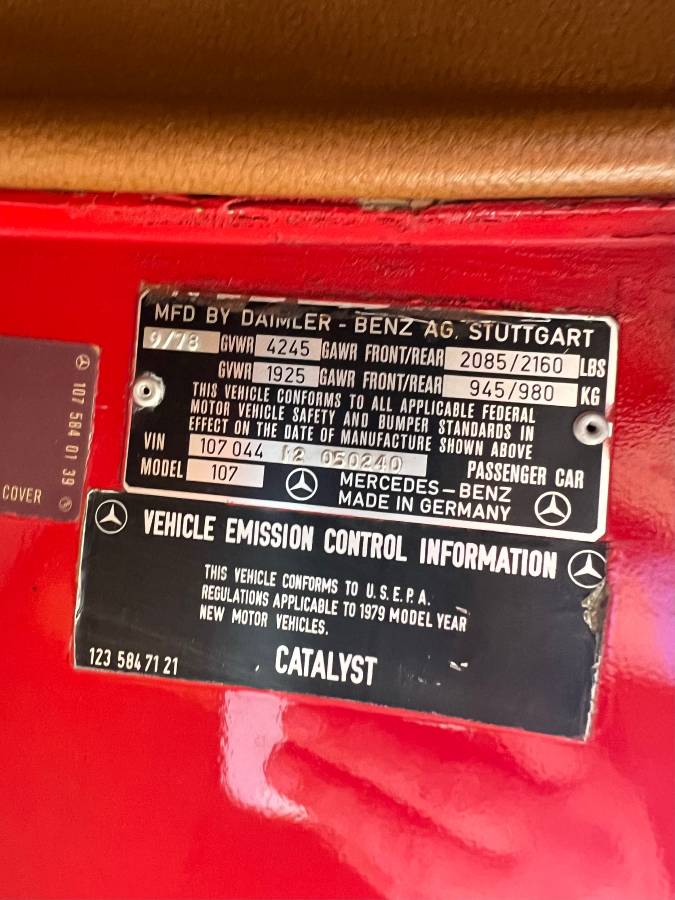 MFD BY DAIMLER - BENZ AG. STUTTGART
9/78 GVWR 4245 GAWR FRONT/REAR 2085/2160 LBS
GVWR 1925 GAWR FRONT/REAR 945/980 KG
THIS VEHICLE CONFORMS TO ALL APPLICABLE FEDERAL
MOTOR VEHICLE SAFETY AND BUMPER STANDARDS IN
EFFECT ON THE DATE OF MANUFACTURE SHOWN ABOVE
VIN 107 044 12 050240 PASSENGER CAR
MODEL 107 MERCEDES-BENZ
MADE IN GERMANY
107 584 01 39
COVER
VEHICLE EMISSION CONTROL INFORMATION
THIS VEHICLE CONFORMS TO U.S.E.P.A.
REGULATIONS APPLICABLE TO 1979 MODEL YEAR
NEW MOTOR VEHICLES.
123 584 71 21 CATALYST